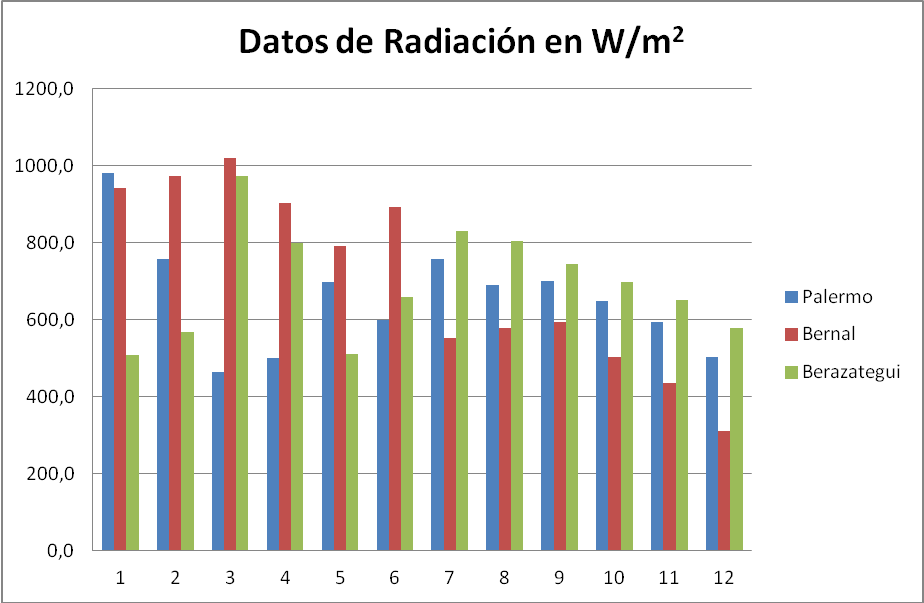 Datos de Radiación en W/m²
1200,0
1000,0
800,0
600,0
400,0
200,0
0,0
1 2 3 4 5 6 7 8 9 10 11 12
Palermo
Bernal
Berazategui